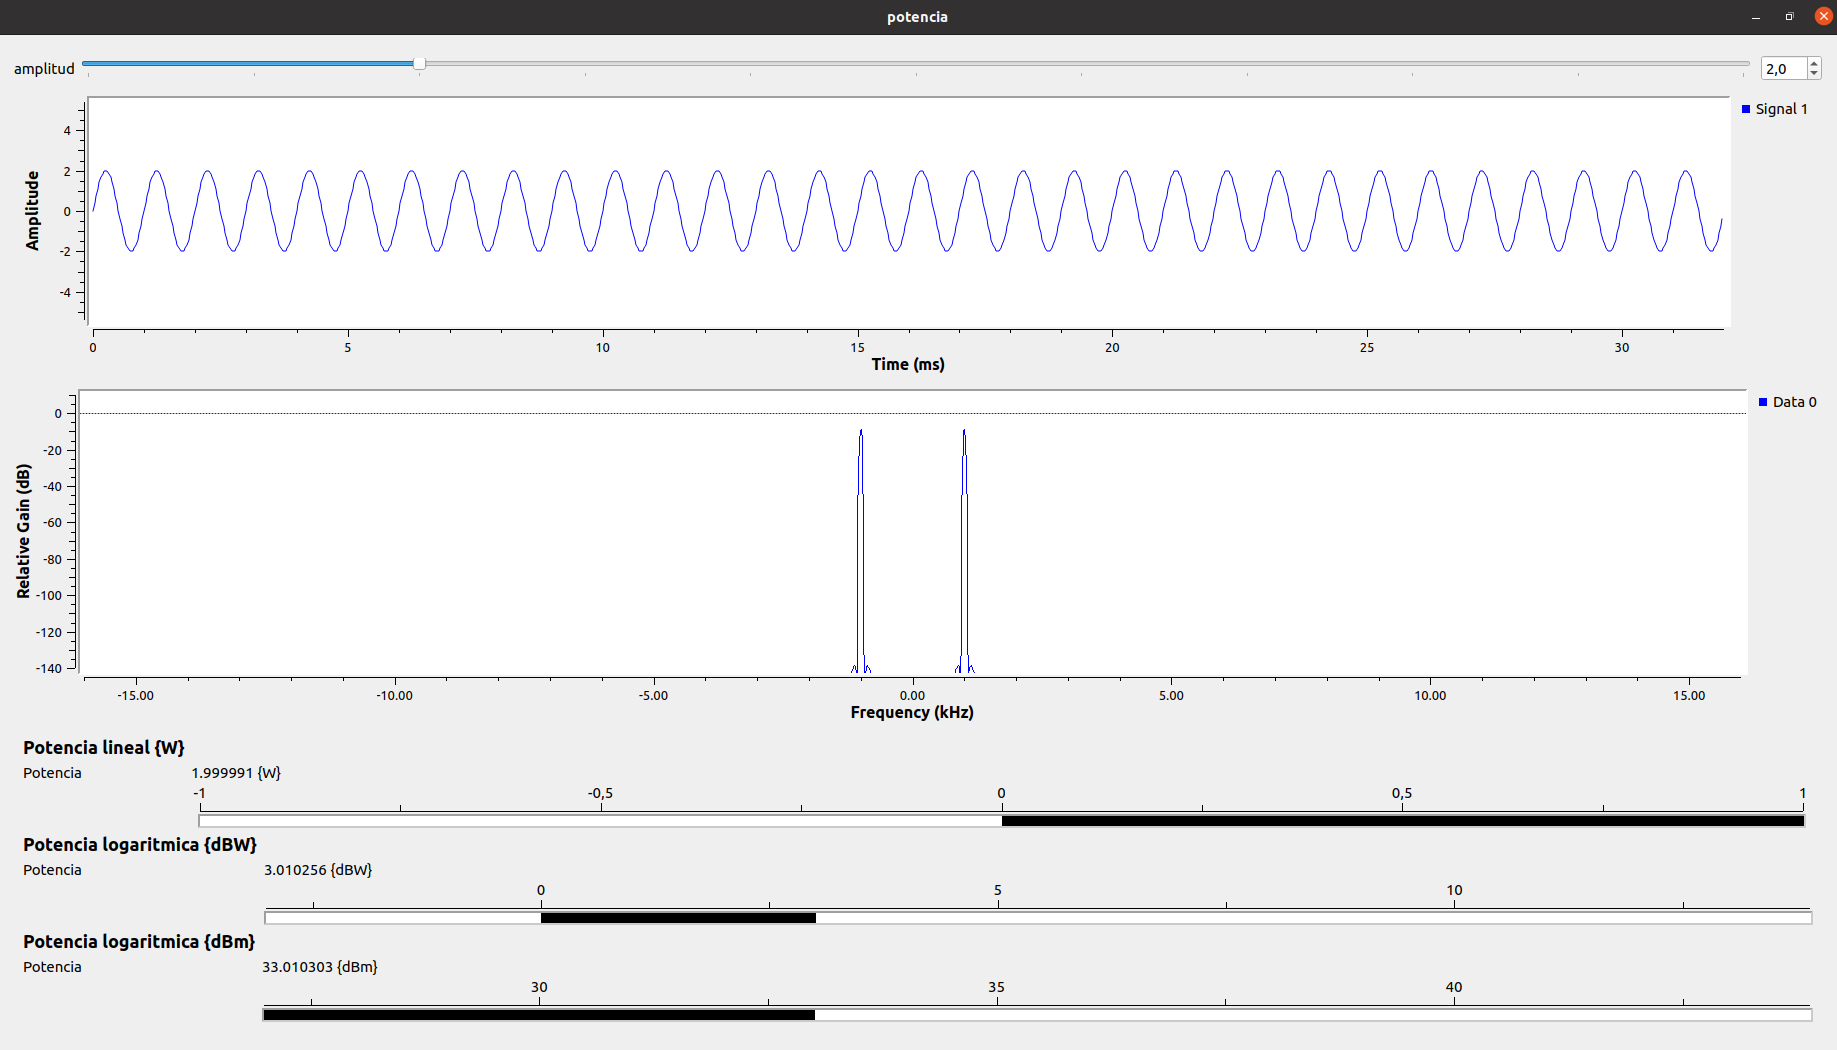 potencia
amplitud
2,0
Signal 1
4
2
0
-2
-4
Amplitude
0 5 10 15 20 25 30
Time (ms)
Data 0
0
-20
-40
-60
-80
-100
-120
-140
Relative Gain (dB)
-15.00 -10.00 -5.00 0.00 5.00 10.00 15.00
Frequency (kHz)
Potencia lineal {W}
Potencia 1.999991 {W}
-1 -0,5 0 0,5 1
Potencia logaritmica {dBW}
Potencia 3.010256 {dBW}
0 5 10
Potencia logaritmica {dBm}
Potencia 33.010303 {dBm}
30 35 40